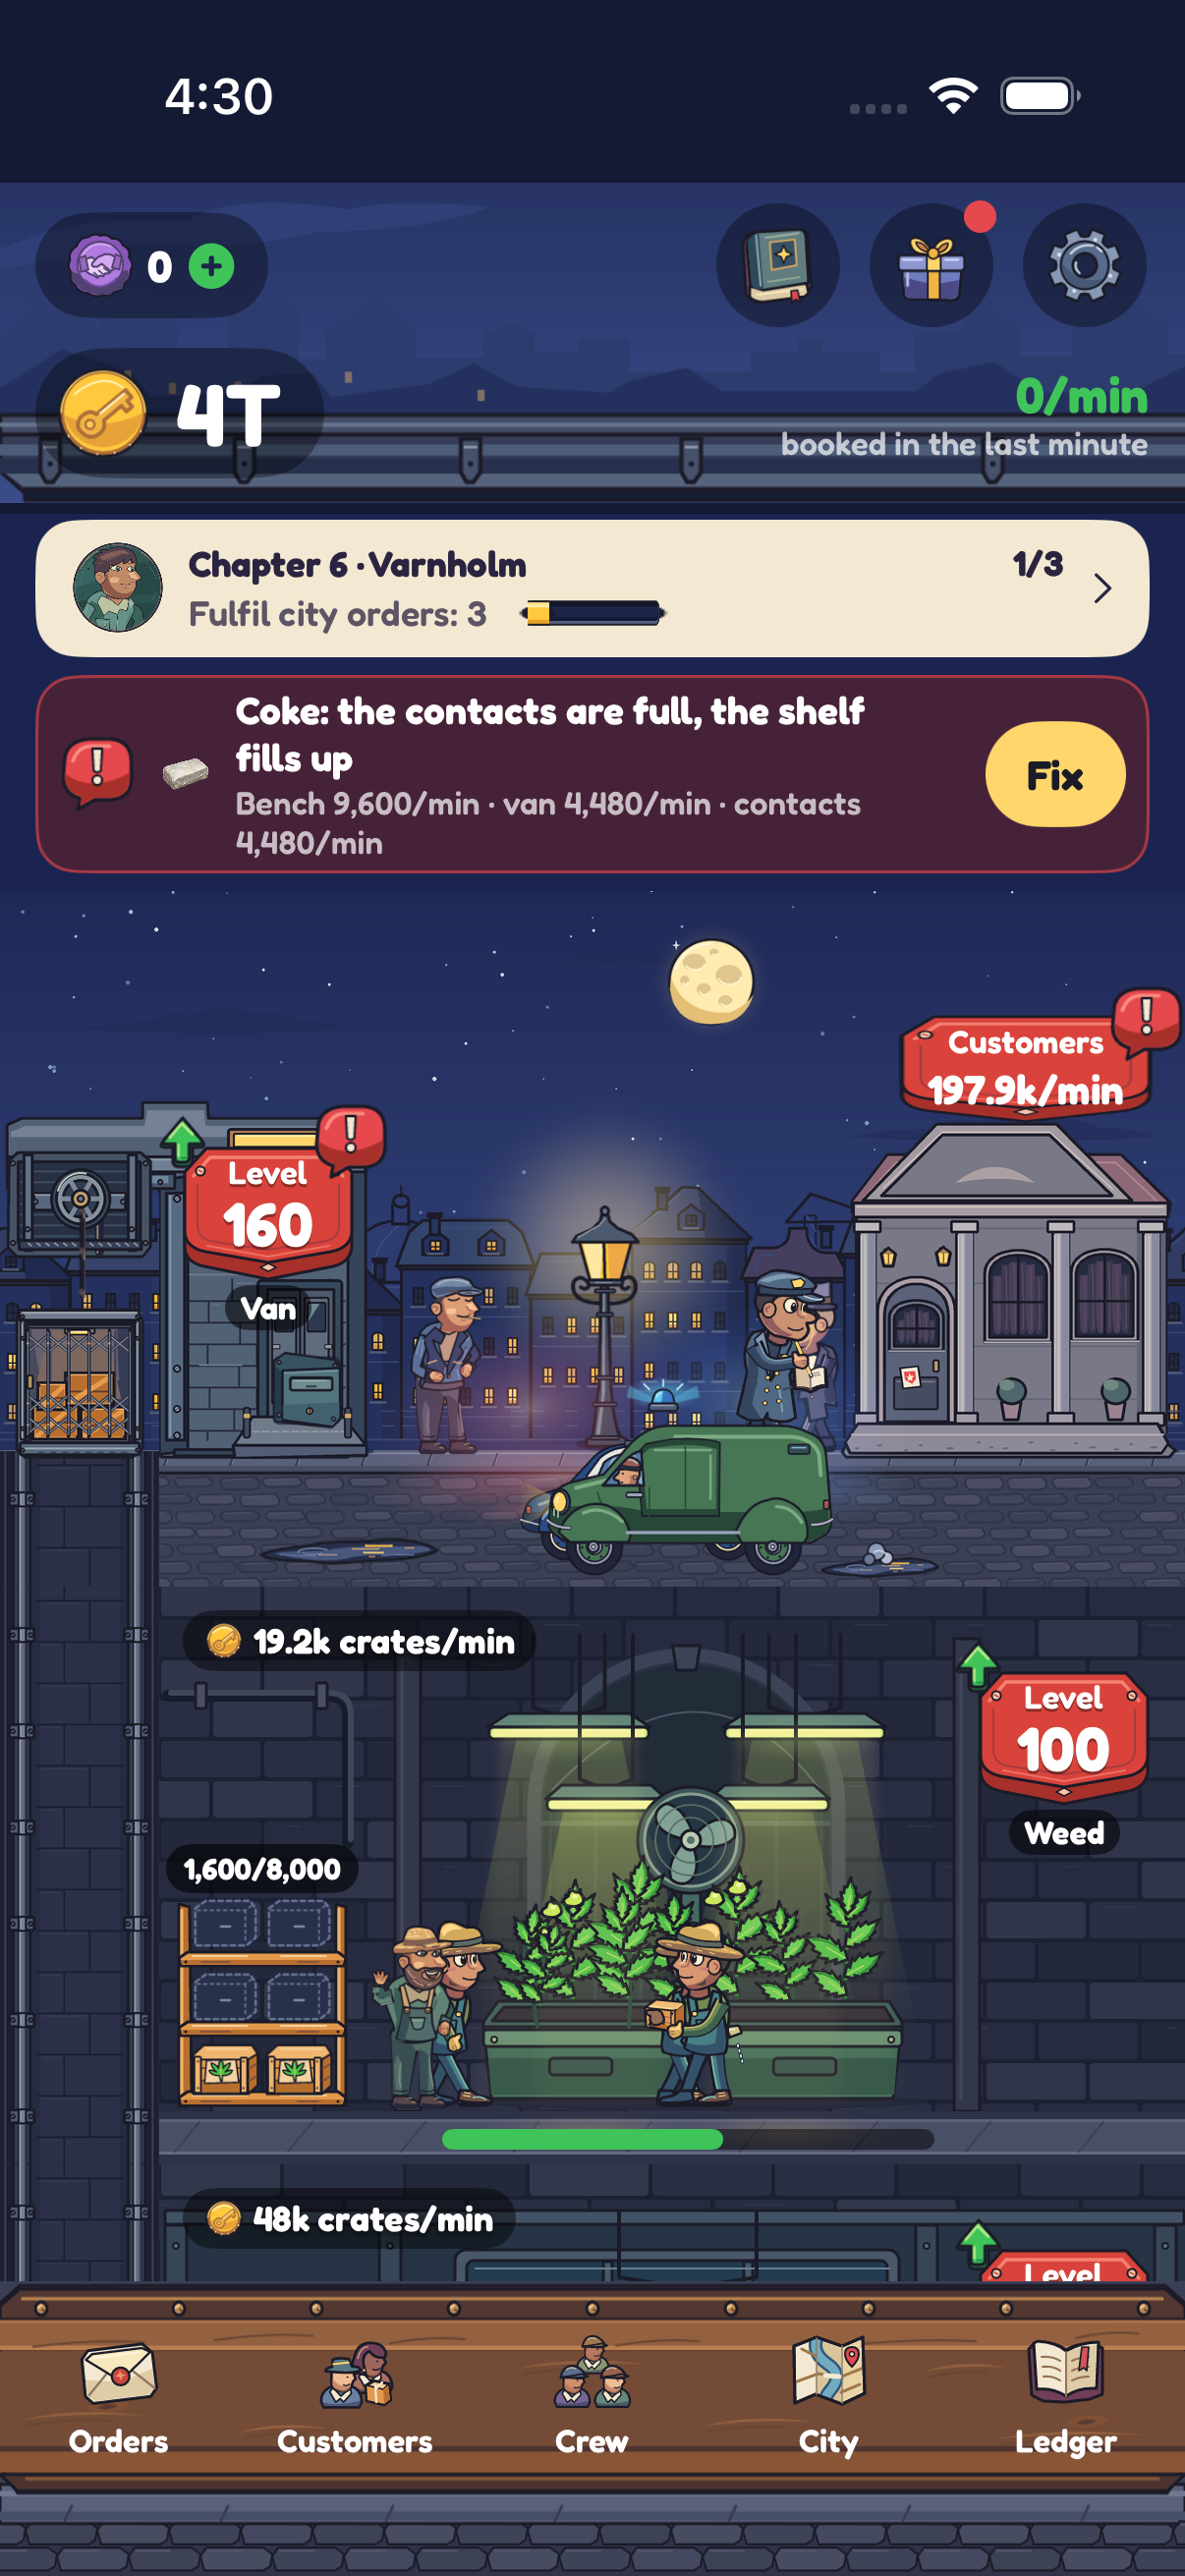 4:30
0
4T
0/min
booked in the last minute
Chapter 6 · Varnholm
1/3
Fulfil city orders: 3
Coke: the contacts are full, the shelf
fills up
Bench 9,600/min · van 4,480/min · contacts
4,480/min
Fix
Customers
197.9k/min
Level
160
Van
19.2k crates/min
Level
100
Weed
1,600/8,000
48k crates/min
Level
Orders
Customers
Crew
City
Ledger